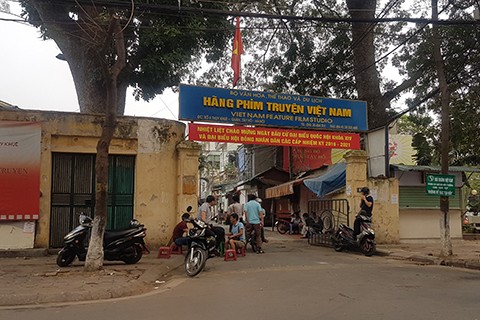 BỘ VĂN HÓA, THỂ THAO VÀ DU LỊCH
HÃNG PHIM TRUYỆN VIỆT NAM
VIETNAM FEATURE FILM STUDIO
NHIỆT LIỆT CHÀO MỪNG NGÀY BẦU CỬ ĐẠI BIỂU QUỐC HỘI KHÓA XIV
VÀ ĐẠI BIỂU HỘI ĐỒNG NHÂN DÂN CÁC CẤP NHIỆM KỲ 2016 - 2021